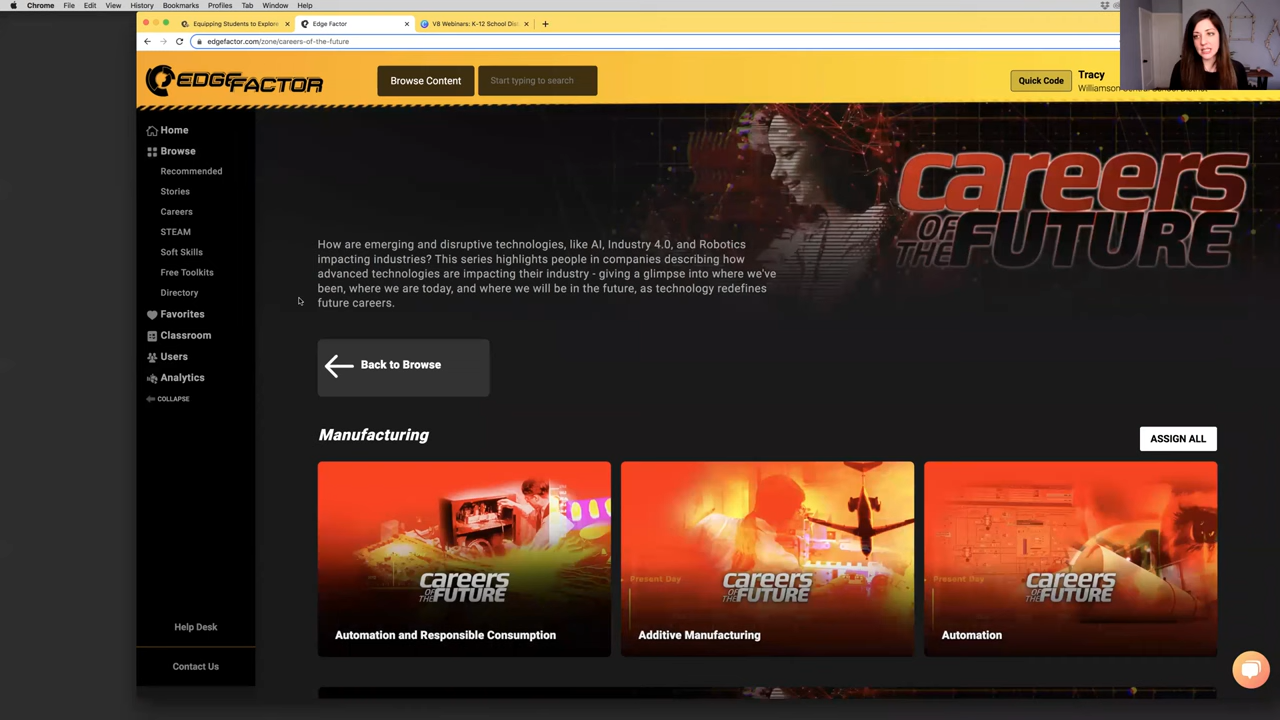 Chrome File Edit View History Bookmarks Profiles Tab Window Help
Equipping Students to Explore
Edge Factor
V8 Webinars: K-12 School Dis
edgefactor.com/zone/careers-of-the-future
EDGEFACTOR
Browse Content
Start typing to search
Quick Code
Tracy
Home
Browse
Recommended
Stories
Careers
STEAM
Soft Skills
Free Toolkits
Directory
Favorites
Classroom
Users
Analytics
COLLAPSE
Help Desk
Contact Us
careers
OF THE FUTURE
How are emerging and disruptive technologies, like AI, Industry 4.0, and Robotics
impacting industries? This series highlights people in companies describing how
advanced technologies are impacting their industry - giving a glimpse into where we've
been, where we are today, and where we will be in the future, as technology redefines
future careers.
Back to Browse
Manufacturing
ASSIGN ALL
careers
OF THE FUTURE
Automation and Responsible Consumption
Present Day
careers
OF THE FUTURE
Additive Manufacturing
Present Day
careers
OF THE FUTURE
Automation